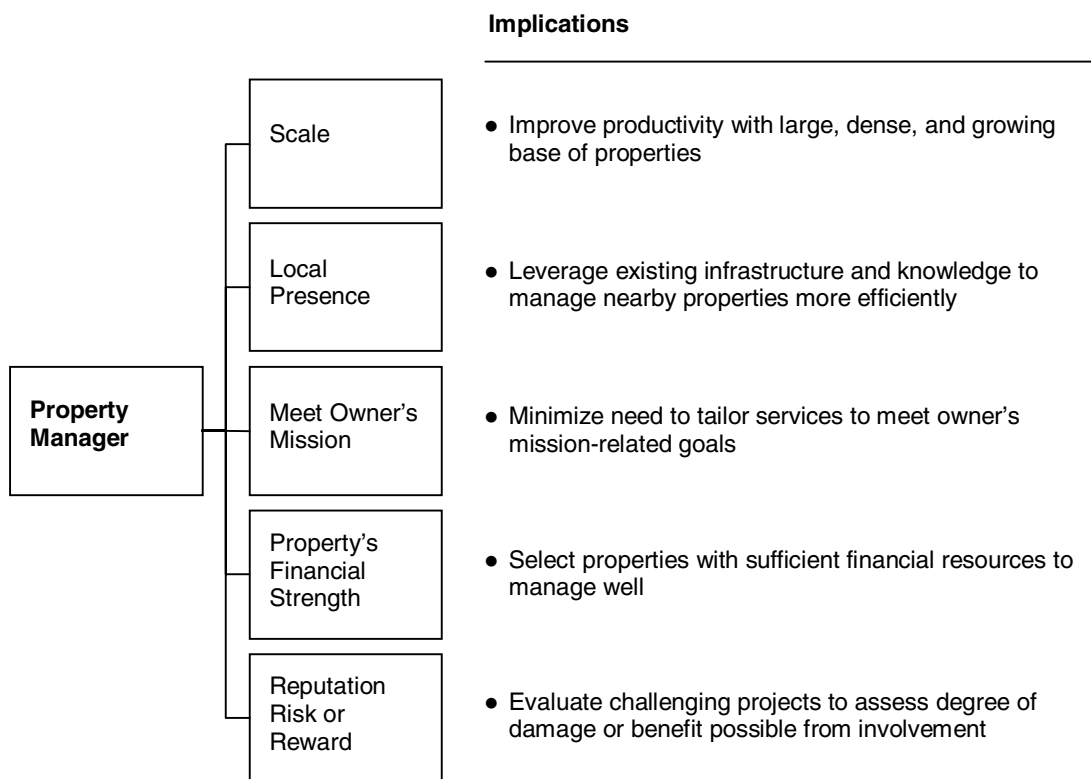 Implications
Scale
● Improve productivity with large, dense, and growing
base of properties
Local
Presence
● Leverage existing infrastructure and knowledge to
manage nearby properties more efficiently
Property
Manager
Meet Owner’s
Mission
● Minimize need to tailor services to meet owner’s
mission-related goals
Property’s
Financial
Strength
● Select properties with sufficient financial resources to
manage well
Reputation
Risk or
Reward
● Evaluate challenging projects to assess degree of
damage or benefit possible from involvement